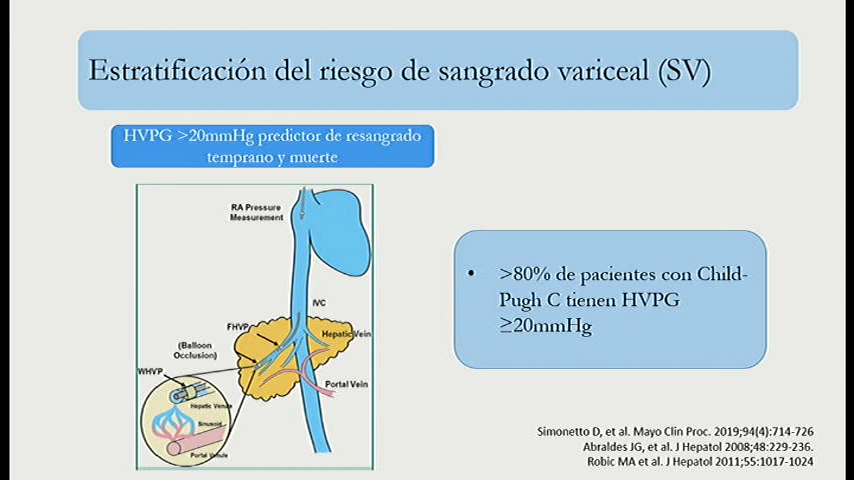 Estratificación del riesgo de sangrado variceal (SV)
HVPG >20mmHg predictor de resangrado
temprano y muerte
RA Pressure
Measurement
IVC
FHVP
Hepatic Vein
(Balloon
Occlusion)
WHVP
Portal Vein
Hepatic Venule
Sinusoid
Portal Venule
• >80% de pacientes con Child-
Pugh C tienen HVPG
≥20mmHg
Simonetto D, et al. Mayo Clin Proc. 2019;94(4):714-726
Abraldes JG, et al. J Hepatol 2008;48:229-236.
Robic MA et al. J Hepatol 2011;55:1017-1024